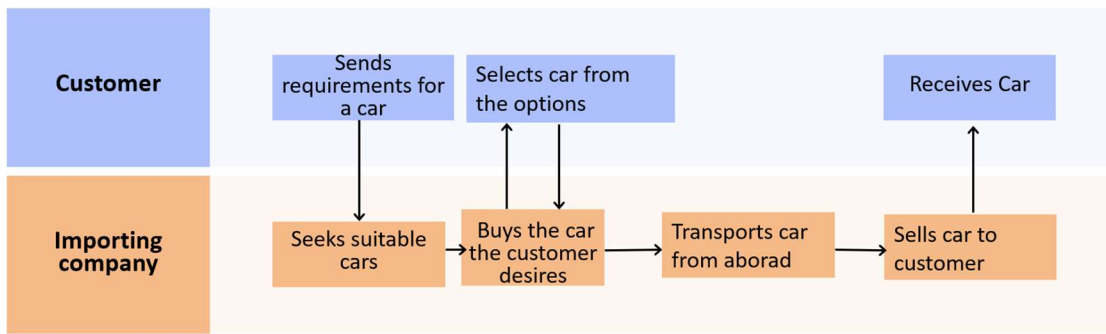 Customer
Sends
requirements for
a car
Selects car from
the options
Receives Car
Importing
company
Seeks suitable
cars
Buys the car
the customer
desires
Transports car
from aborad
Sells car to
customer